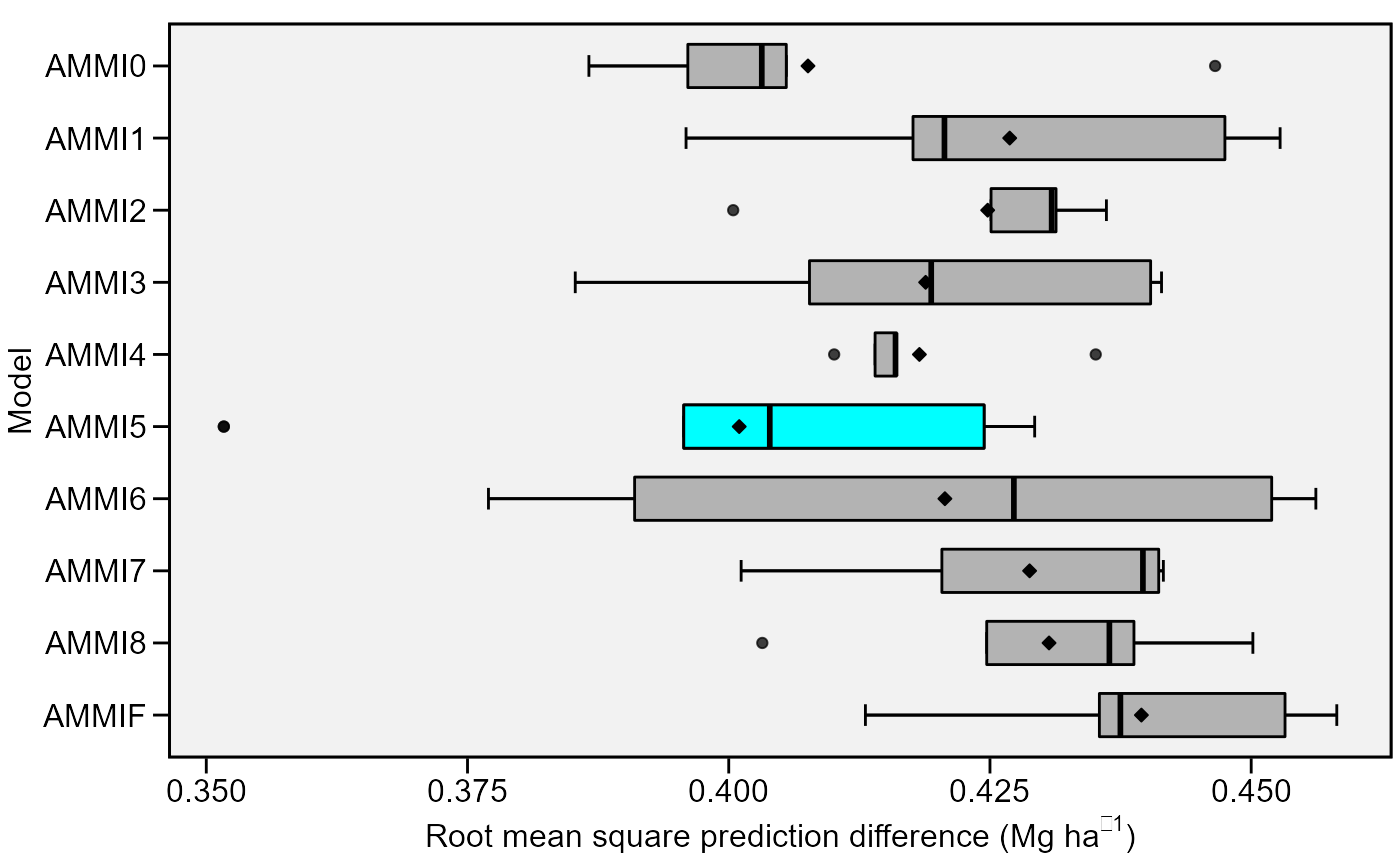 AMMI0
AMMI1
AMMI2
AMMI3
AMMI4
AMMI5
AMMI6
AMMI7
AMMI8
AMMIF
Model
0.350 0.375 0.400 0.425 0.450
Root mean square prediction difference (Mg ha□1)